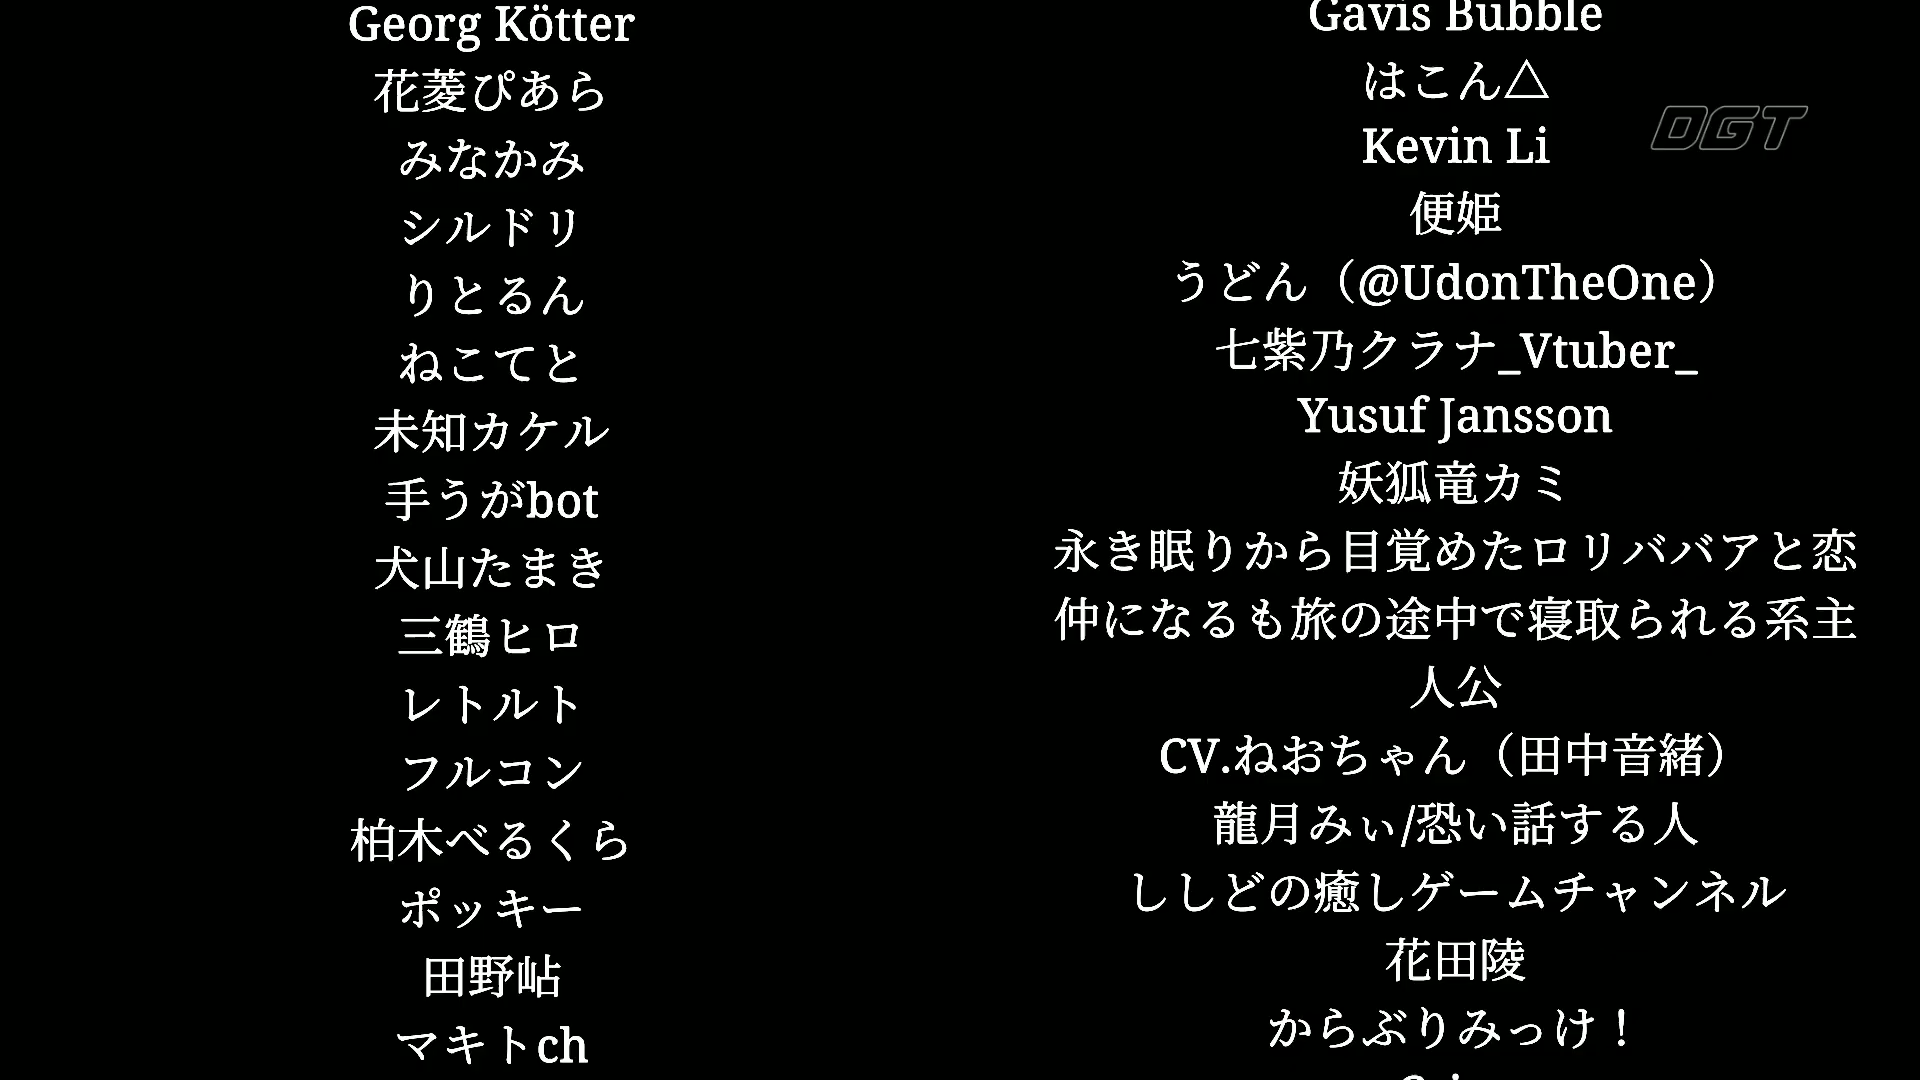 Georg Kötter
花菱ぴあら
みなかみ
シルドリ
りとるん
ねこてと
未知カケル
手うがbot
犬山たまき
三鶴ヒロ
レトルト
フルコン
柏木べるくら
ポッキー
田野岾
マキトch
Gavis Bubble
はこん△
Kevin Li
便姫
うどん（@UdonTheOne）
七紫乃クラナ_Vtuber_
Yusuf Jansson
妖狐竜カミ
永き眠りから目覚めたロリババアと恋
仲になるも旅の途中で寝取られる系主
人公
CV.ねおちゃん（田中音緒）
龍月みぃ/恐い話する人
ししどの癒しゲームチャンネル
花田陵
からぶりみっけ！
DGT